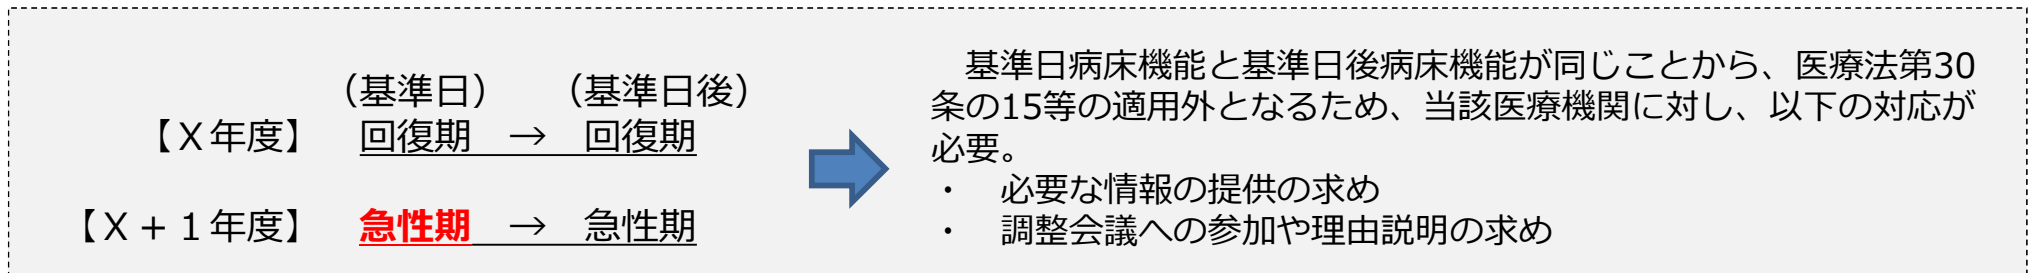 （基準日）　（基準日後）
【Ｘ年度】　回復期　→　回復期
【Ｘ＋１年度】　急性期　→　急性期
　基準日病床機能と基準日後病床機能が同じことから、医療法第30
条の15等の適用外となるため、当該医療機関に対し、以下の対応が
必要。
・　必要な情報の提供の求め
・　調整会議への参加や理由説明の求め